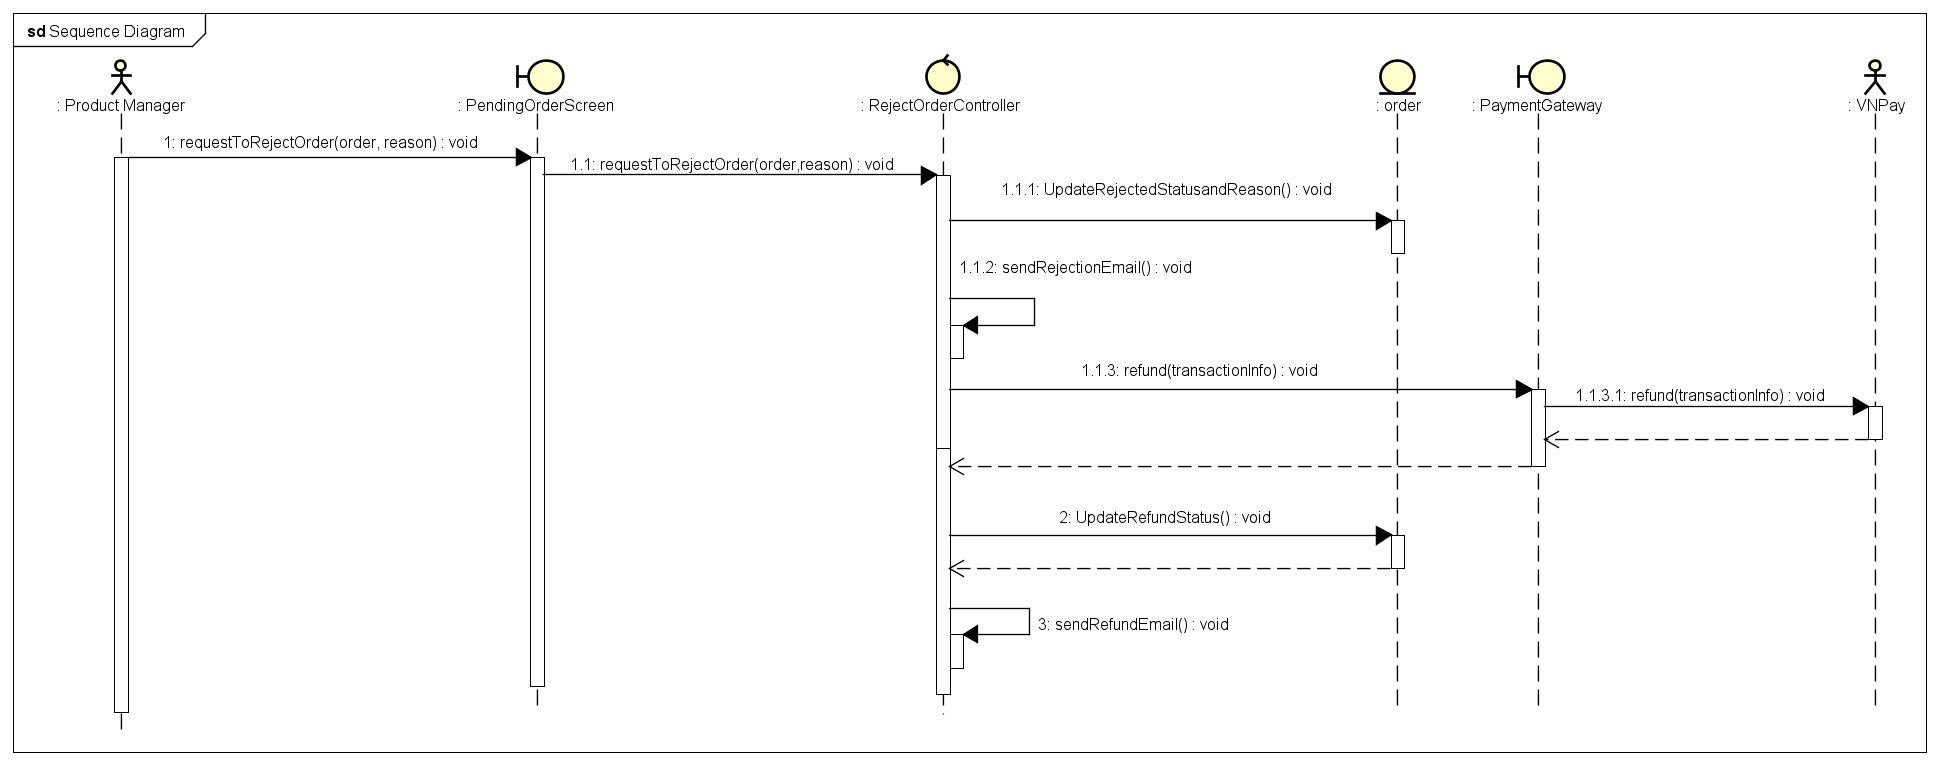 sd Sequence Diagram
: Product Manager
: PendingOrderScreen
: RejectOrderController
: order
: PaymentGateway
: VNPay
1: requestToRejectOrder(order, reason) : void
1.1: requestToRejectOrder(order,reason) : void
1.1.1: UpdateRejectedStatusandReason() : void
1.1.2: sendRejectionEmail() : void
1.1.3: refund(transactionInfo) : void
1.1.3.1: refund(transactionInfo) : void
2: UpdateRefundStatus() : void
3: sendRefundEmail() : void